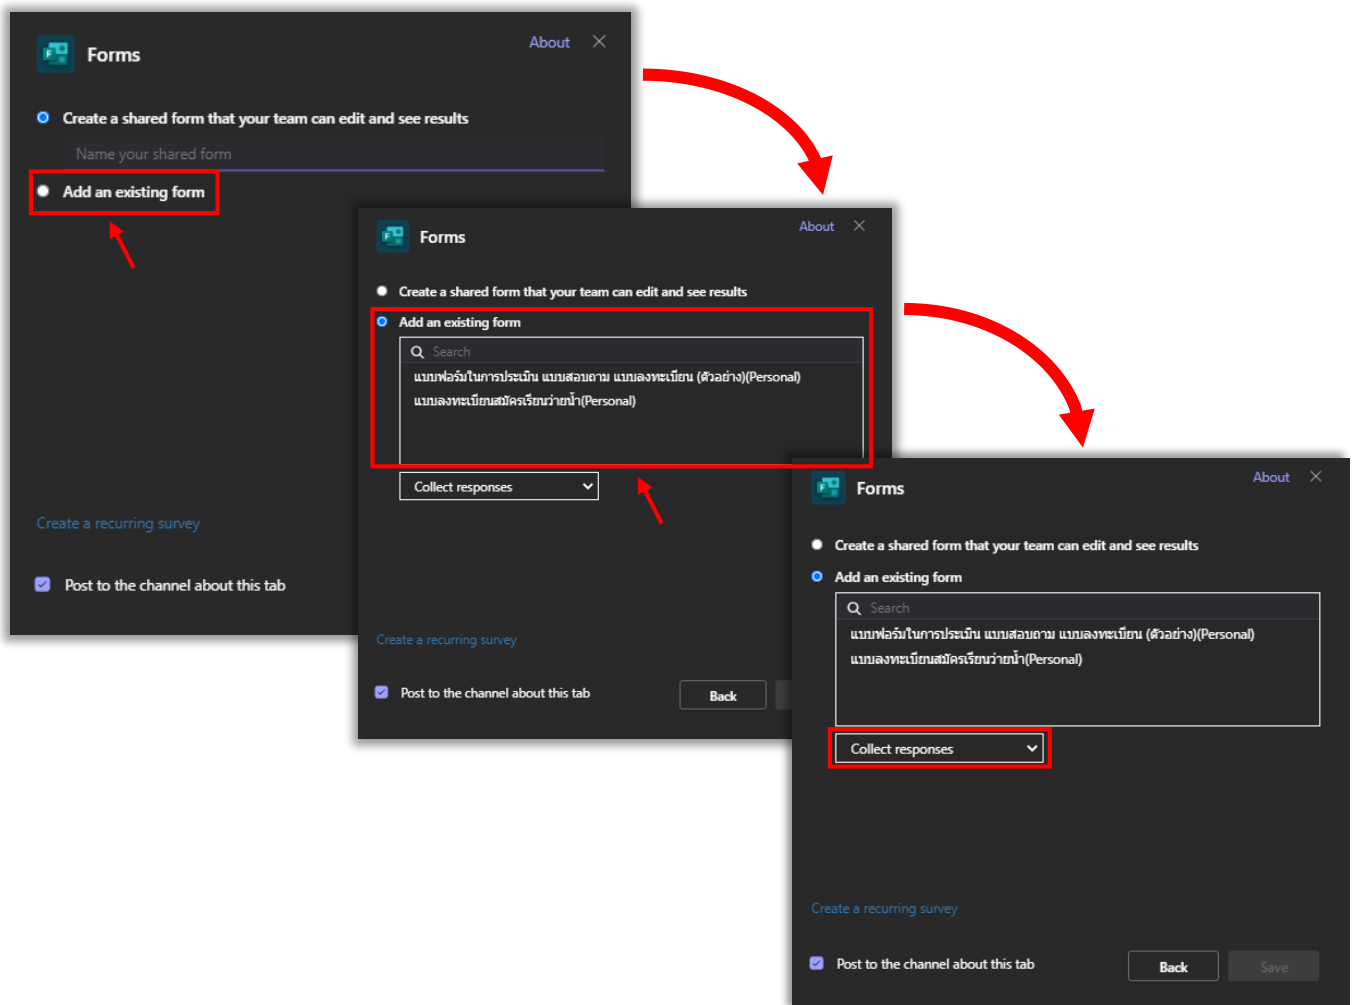 Forms
About
Create a shared form that your team can edit and see results
Name your shared form
Add an existing form
Create a recurring survey
Post to the channel about this tab
Forms
About
Create a shared form that your team can edit and see results
Add an existing form
Search
แบบฟอร์มในการประเมิน แบบสอบถาม แบบลงทะเบียน (ตัวอย่าง)(Personal)
แบบลงทะเบียนสมัครเรียนว่ายน้ำ(Personal)
Collect responses
Create a recurring survey
Post to the channel about this tab
Back
Forms
About
Create a shared form that your team can edit and see results
Add an existing form
Search
แบบฟอร์มในการประเมิน แบบสอบถาม แบบลงทะเบียน (ตัวอย่าง)(Personal)
แบบลงทะเบียนสมัครเรียนว่ายน้ำ(Personal)
Collect responses
Create a recurring survey
Post to the channel about this tab
Back
Save